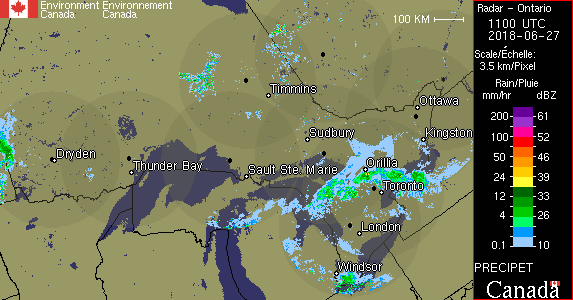 Environment Environnement
Canada Canada
100 KM
Timmins
Ottawa
Sudbury
Kingston
Dryden
Thunder Bay
Sault Ste. Marie
Orillia
Toronto
London
Windsor
Radar - Ontario
1100 UTC
2018-06-27
Scale/Échelle:
3.5 km/Pixel
Rain/Pluie
mm/hr dBZ
200 61
100 56
50 52
50 46
24 39
12 33
4 26
0.1 10
PRECIPET
Canada